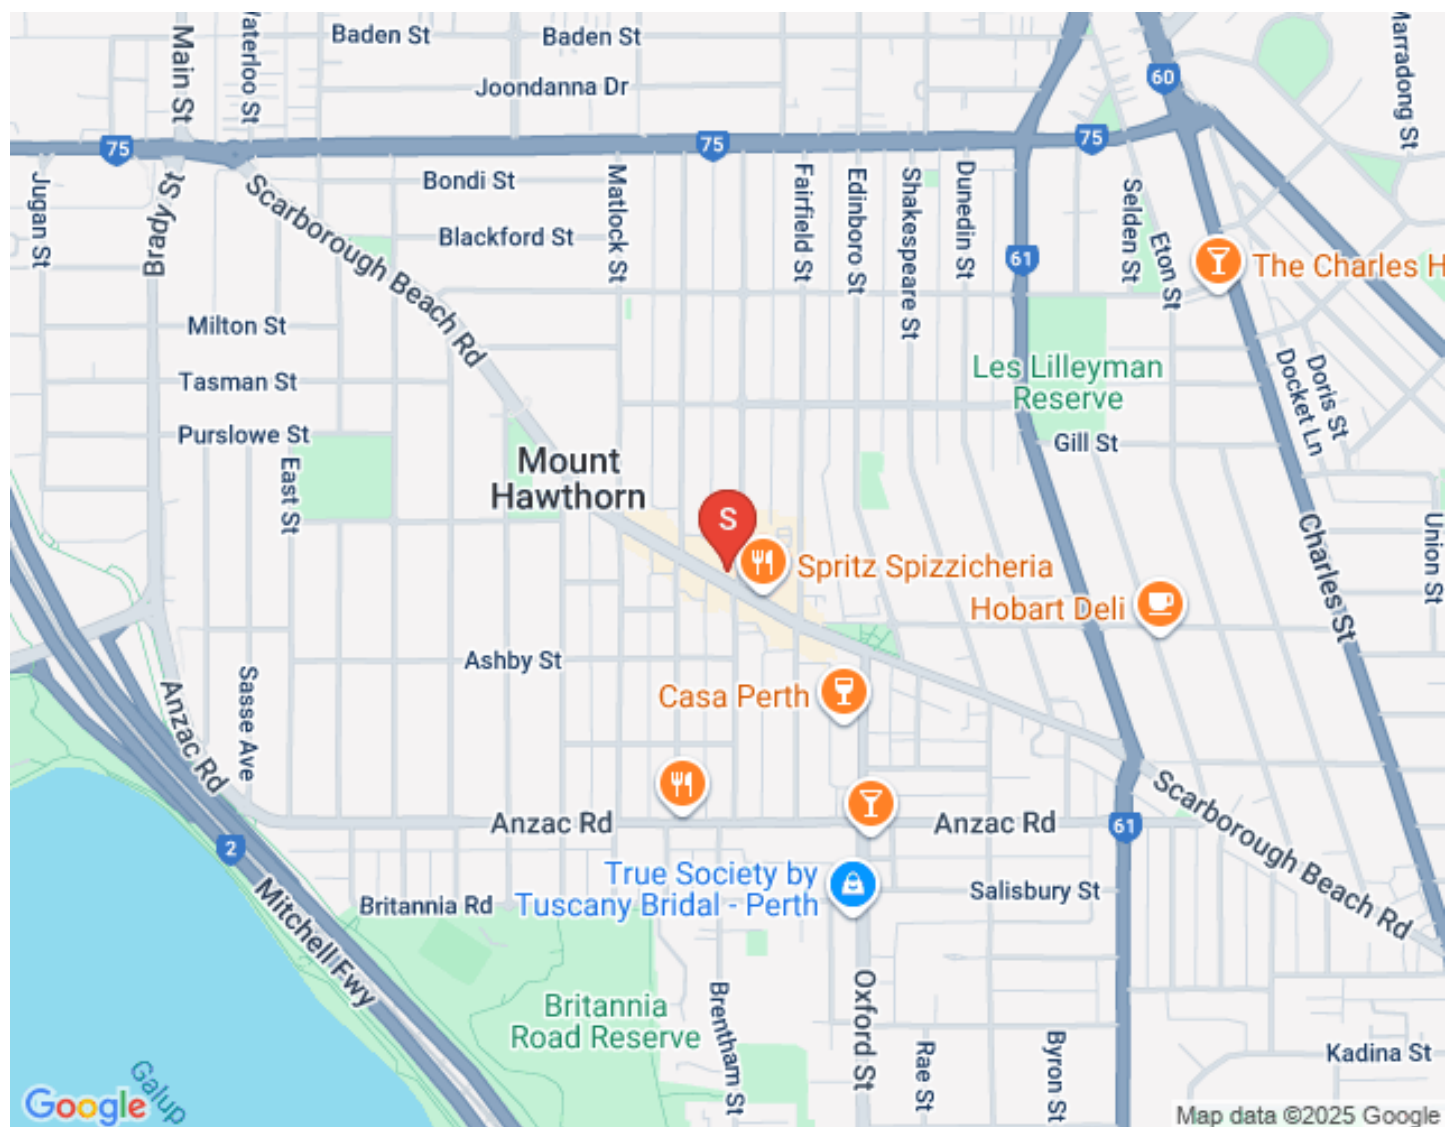 Main St
Waterloo St
Baden St
Baden St
Joondanna Dr
75
75
75
60
Marradong St
Jugan St
Brady St
Scarborough Beach Rd
Bondi St
Blackford St
Matlock St
Fairfield St
Edinboro St
Shakespeare St
Dunedin St
61
Selden St
Eton St
The Charles H
Milton St
Tasman St
Purslowe St
East St
Les Lilleyman
Reserve
Gill St
Doris St
Docket Ln
Mount
Hawthorn
S
Spritz Spizzicheria
Hobart Deli
Charles St
Union St
Ashby St
Casa Perth
Sasse Ave
Anzac Rd
Anzac Rd
Anzac Rd
61
Scarborough Beach Rd
2
Mitchell Fwy
True Society by
Tuscany Bridal - Perth
Salisbury St
Britannia Rd
Britannia
Road Reserve
Brentham St
Oxford St
Rae St
Byron St
Kadina St
Galup
Google
Map data ©2025 Google